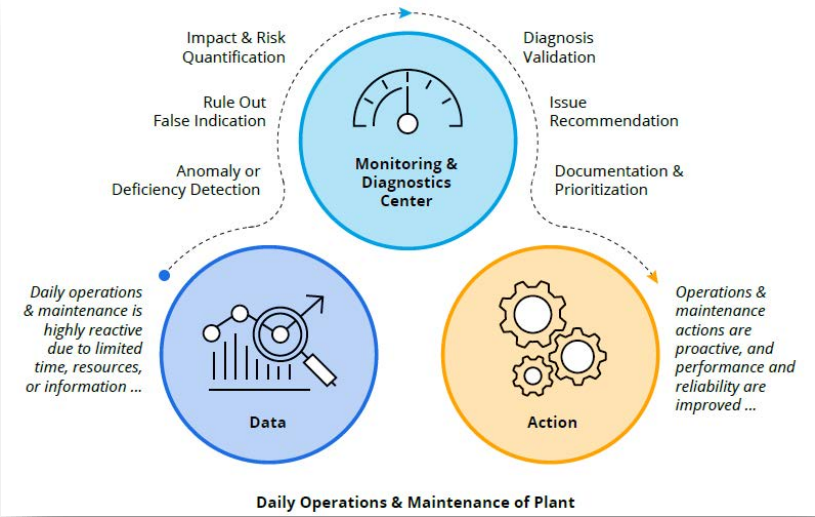 Impact & Risk
Quantification
Rule Out
False Indication
Anomaly or
Deficiency Detection
Monitoring &
Diagnostics
Center
Diagnosis
Validation
Issue
Recommendation
Documentation &
Prioritization
Daily operations
& maintenance is
highly reactive
due to limited
time, resources,
or information ...
Data
Action
Operations &
maintenance
actions are
proactive, and
performance and
reliability are
improved ...
Daily Operations & Maintenance of Plant